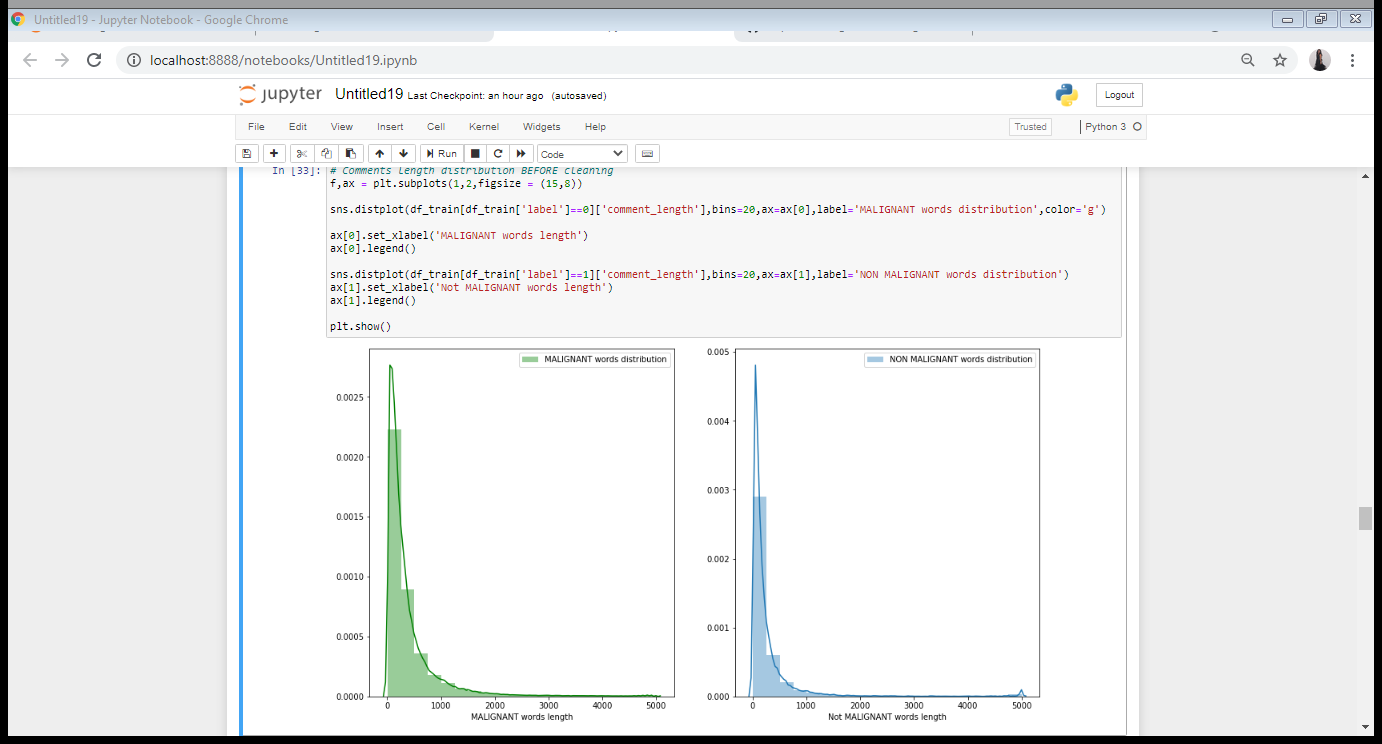 Untitled19 - Jupyter Notebook - Google Chrome
localhost:8888/notebooks/Untitled19.ipynb
jupyter Untitled19 Last Checkpoint: an hour ago (autosaved) Logout
File Edit View Insert Cell Kernel Widgets Help Trusted Python 3
Run Code
In [33]: # Comments Length distribution BEFORE cleaning
f,ax = plt.subplots(1,2,figsize = (15,8))
sns.distplot(df_train[df_train['label']==0]['comment_length'],bins=20,ax=ax[0],label='MALIGNANT words distribution',color='g')
ax[0].set_xlabel('MALIGNANT words length')
ax[0].legend()
sns.distplot(df_train[df_train['label']==1]['comment_length'],bins=20,ax=ax[1],label='NON MALIGNANT words distribution')
ax[1].set_xlabel('Not MALIGNANT words length')
ax[1].legend()
plt.show()
MALIGNANT words distribution
0.0025
0.0020
0.0015
0.0010
0.0005
0.0000
0 1000 2000 3000 4000 5000
MALIGNANT words length
NON MALIGNANT words distribution
0.005
0.004
0.003
0.002
0.001
0.000
0 1000 2000 3000 4000 5000
Not MALIGNANT words length